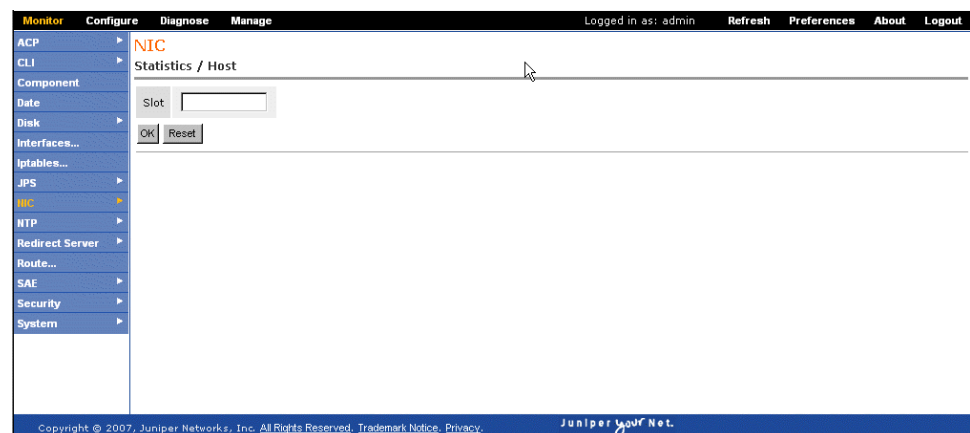 Monitor Configure Diagnose Manage Logged in as: admin Refresh Preferences About Logout
ACP
CLI
Component
Date
Disk
Interfaces...
Iptables...
JPS
NIC
NTP
Redirect Server
Route...
SAE
Security
System
NIC
Statistics / Host
Slot
OK Reset
Copyright © 2007, Juniper Networks, Inc. All Rights Reserved. Trademark Notice. Privacy.
Juniper your Net.